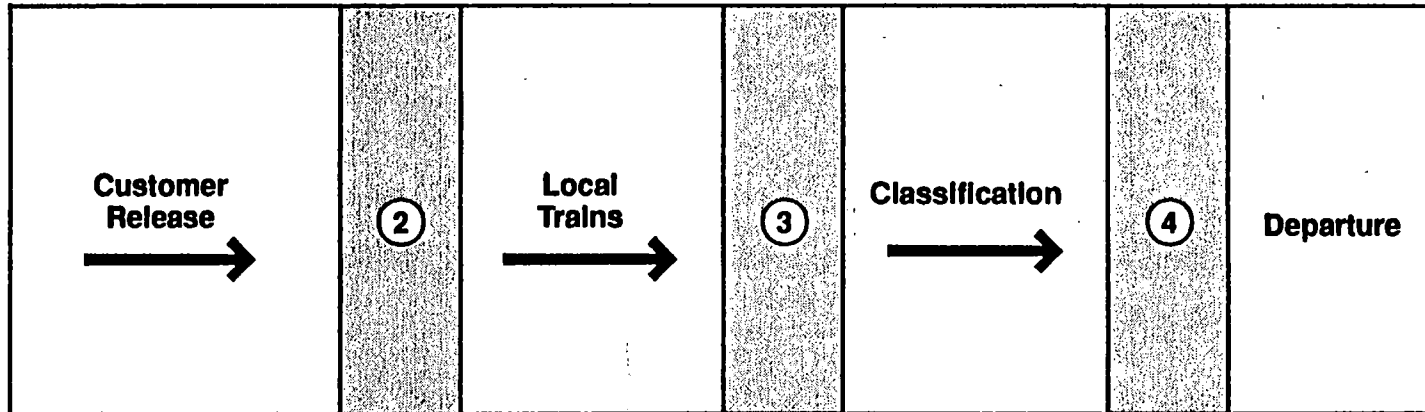 Customer
Release
2
Local
Trains
3
Classification
4
Departure